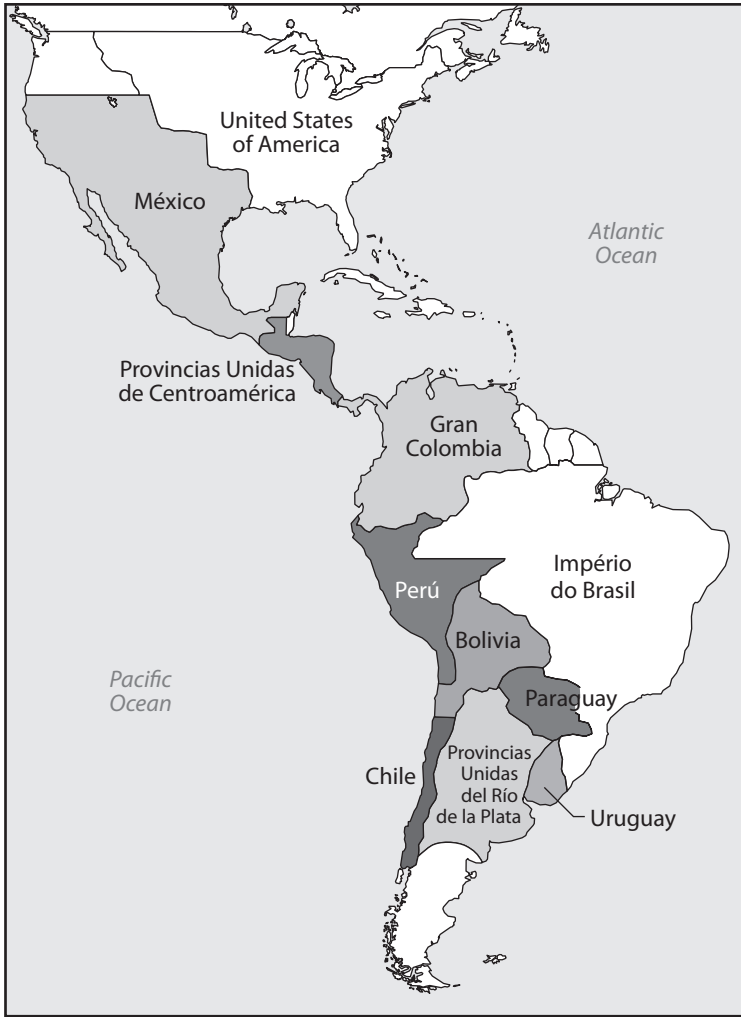 United States
of America
México
Atlantic
Ocean
Provincias Unidas
de Centroamérica
Gran
Colombia
Império
do Brasil
Perú
Bolivia
Pacific
Ocean
Paraguay
Provincias
Unidas
del Río
de la Plata
Chile
Uruguay